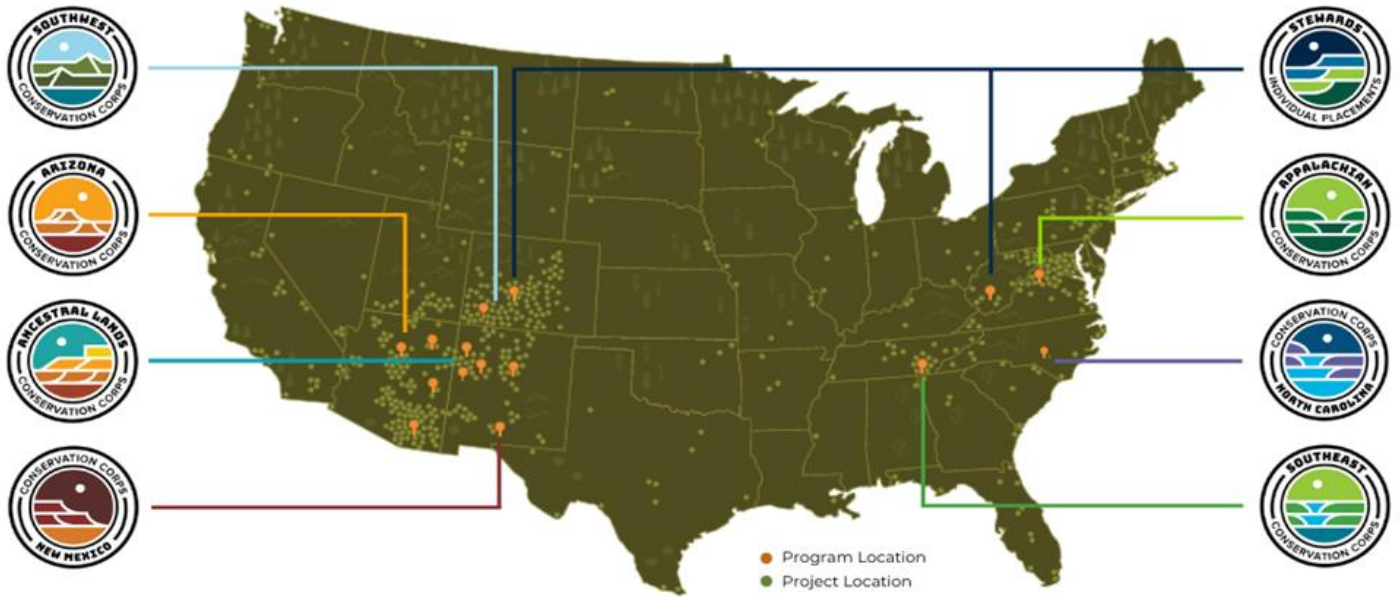 SOUTHWEST
CONSERVATION CORPS
ARIZONA
CONSERVATION CORPS
ANCESTRAL LANDS
CONSERVATION CORPS
CONSERVATION CORPS
NEW MEXICO
STEWARDS
INDIVIDUAL PLACEMENTS
APPALACHIAN
CONSERVATION CORPS
CONSERVATION CORPS
NORTH CAROLINA
SOUTHEAST
CONSERVATION CORPS
Program Location
Project Location